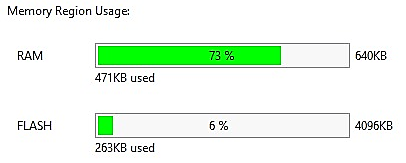 Memory Region Usage:
RAM 73 % 640KB
471KB used
FLASH 6 % 4096KB
263KB used